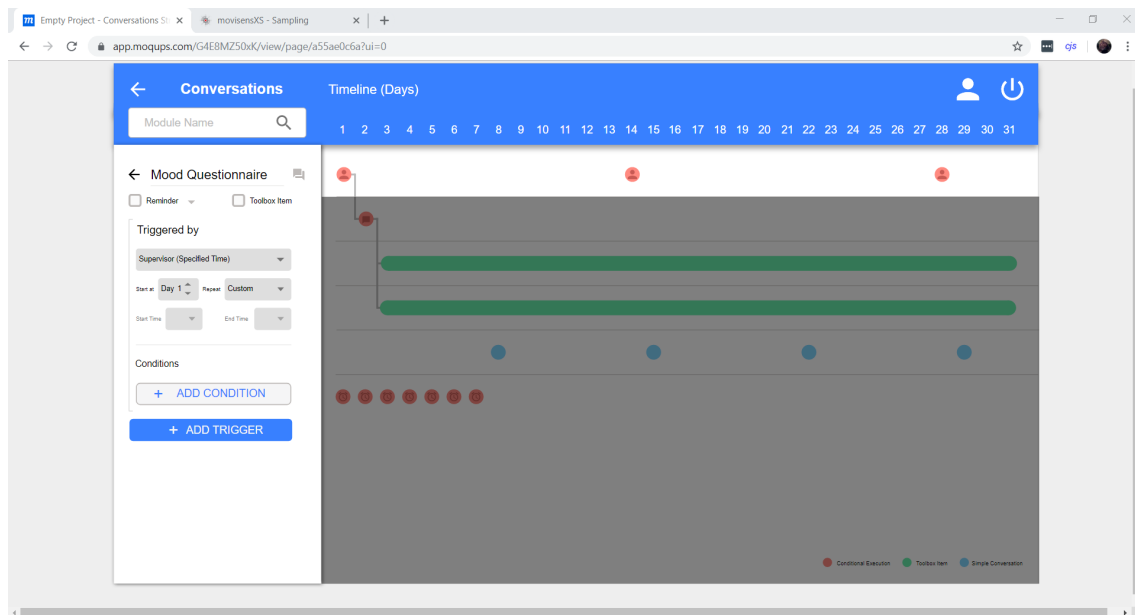 Empty Project - Conversations St
movisensXS - Sampling
app.moqups.com/G4E8MZ50xK/view/page/a55ae0c6a?ui=0
cjs
Conversations
Timeline (Days)
Module Name
1 2 3 4 5 6 7 8 9 10 11 12 13 14 15 16 17 18 19 20 21 22 23 24 25 26 27 28 29 30 31
Mood Questionnaire
Reminder
Toolbox Item
Triggered by
Supervisor (Specified Time)
Start at Day 1 Repeat Custom
Start Time End Time
Conditions
+ ADD CONDITION
+ ADD TRIGGER
Conditional Execution Toolbox Item Simple Conversation